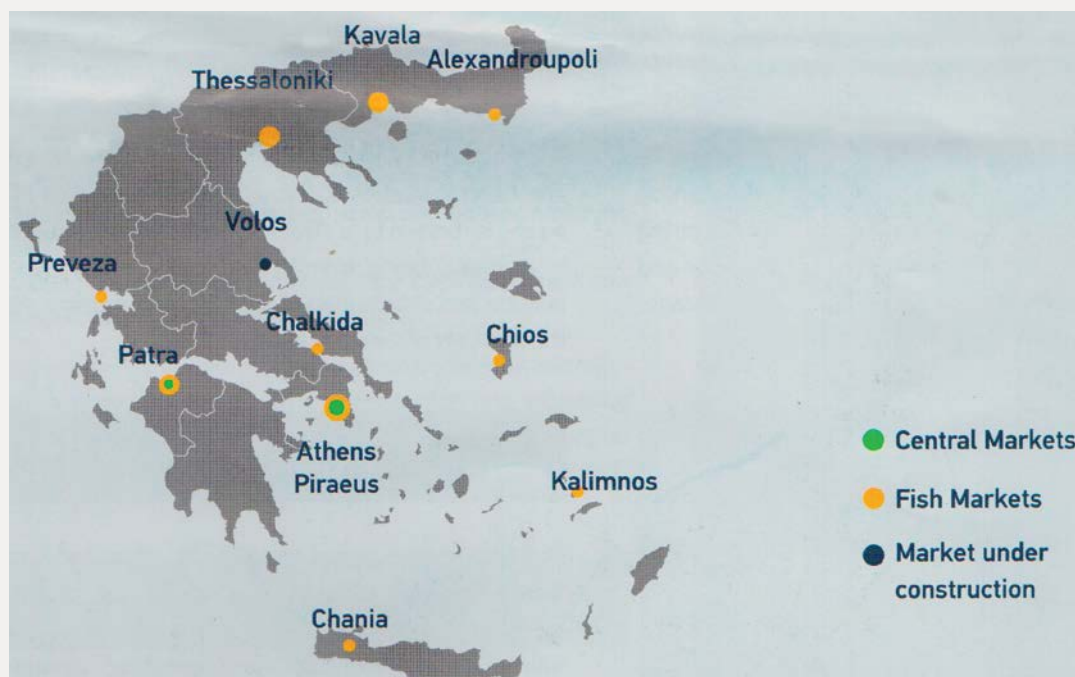 Kavala
Alexandroupoli
Thessaloniki
Volos
Preveza
Chalkida
Chios
Patra
Athens
Piraeus
Kalimnos
Chania
Central Markets
Fish Markets
Market under
construction